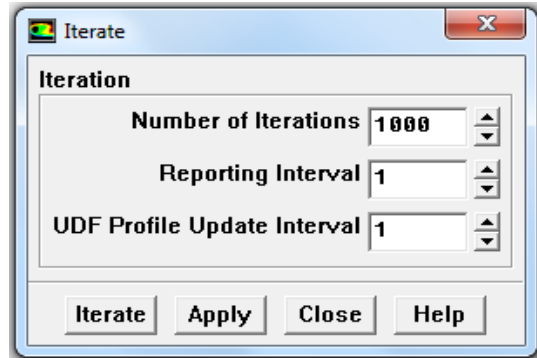 Iterate
Iteration
Number of Iterations 1000
Reporting Interval 1
UDF Profile Update Interval 1
Iterate Apply Close Help